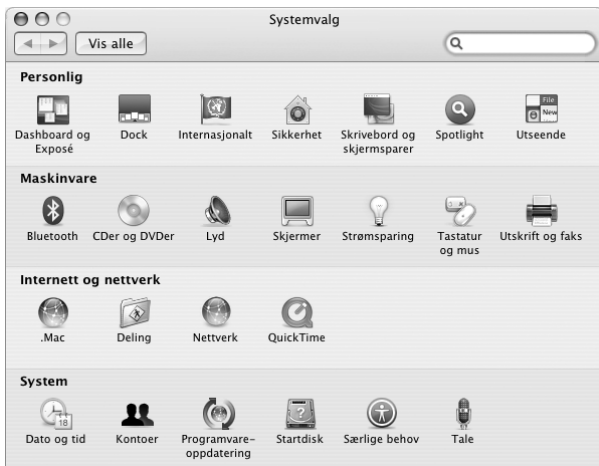 Systemvalg
Vis alle
Personlig
Dashboard og Exposé
Dock
Internasjonalt
Sikkerhet
Skrivebord og skjermsparer
Spotlight
File
New
Utseende
Maskinvare
Bluetooth
CDer og DVDer
Lyd
Skjermer
Strømsparing
Tastatur og mus
Utskrift og faks
Internett og nettverk
.Mac
Deling
Nettverk
QuickTime
System
18
Dato og tid
Kontoer
Programvare-
oppdatering
?
Startdisk
Særlige behov
Tale